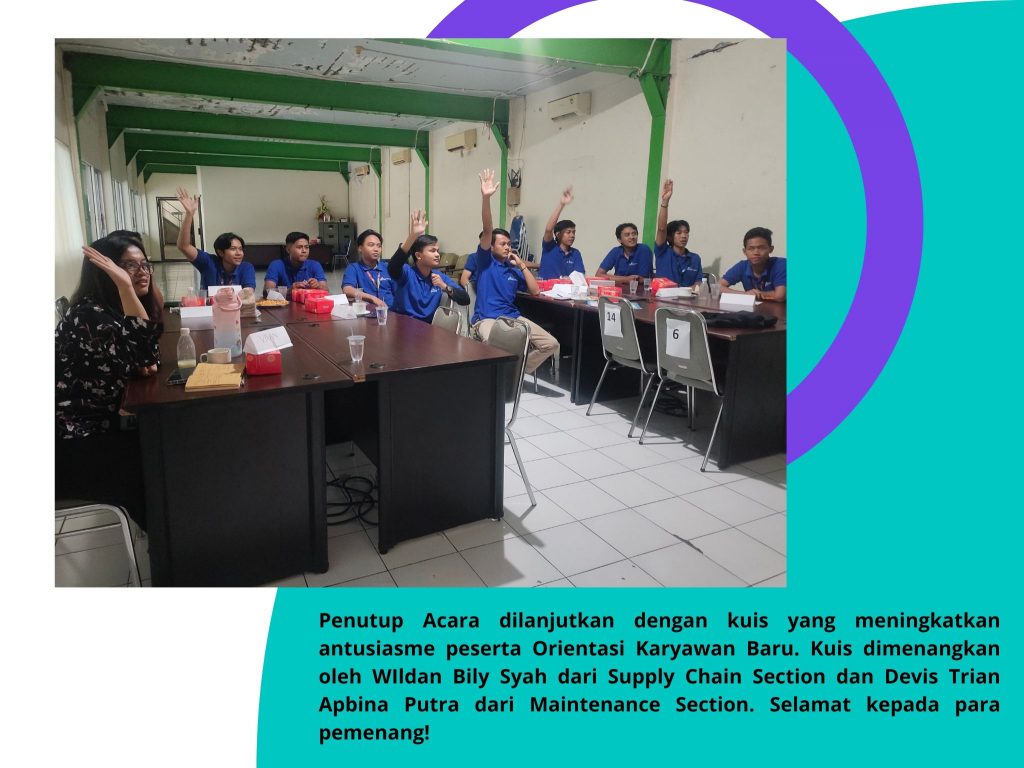 14
6
Penutup Acara dilanjutkan dengan kuis yang meningkatkan
antusiasme peserta Orientasi Karyawan Baru. Kuis dimenangkan
oleh WIldan Bily Syah dari Supply Chain Section dan Devis Trian
Apbina Putra dari Maintenance Section. Selamat kepada para
pemenang!